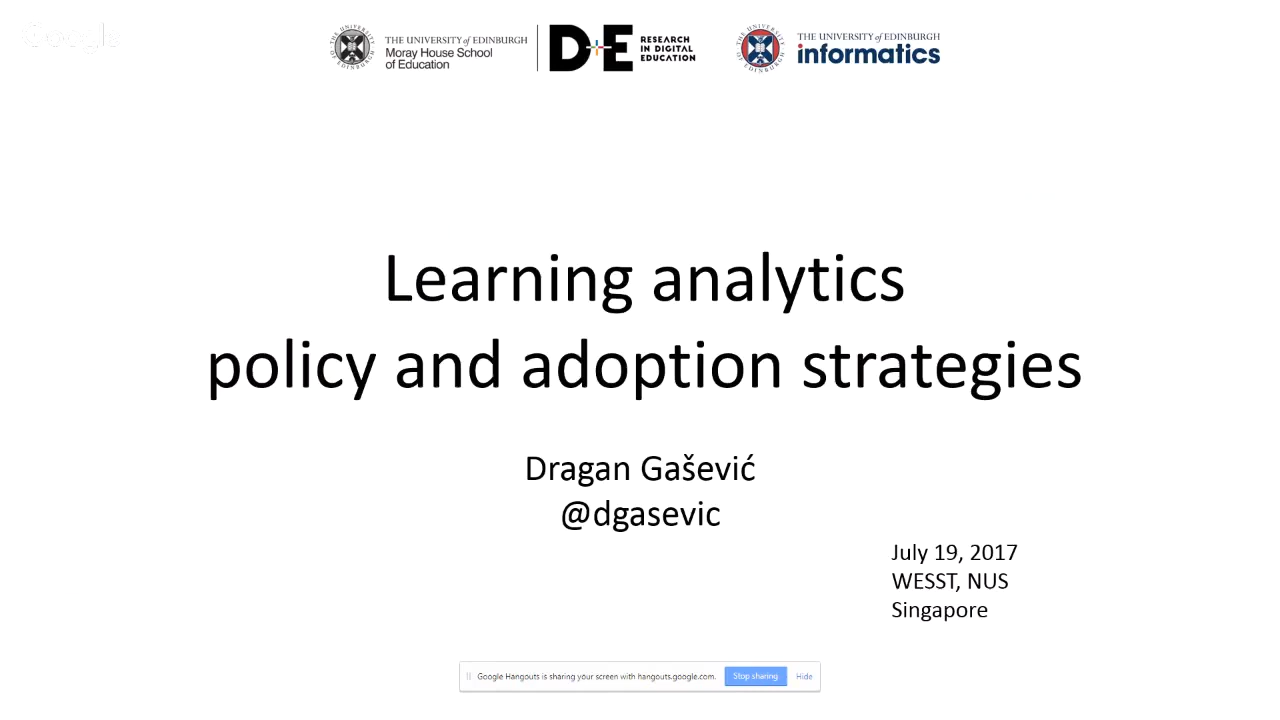 Google
THE UNIVERSITY of EDINBURGH
Moray House School
of Education
D+E
RESEARCH
IN DIGITAL
EDUCATION
THE UNIVERSITY of EDINBURGH
informatics
Learning analytics
policy and adoption strategies
Dragan Gašević
@dgasevic
July 19, 2017
WESST, NUS
Singapore
Google Hangouts is sharing your screen with hangouts.google.com. Stop sharing Hide